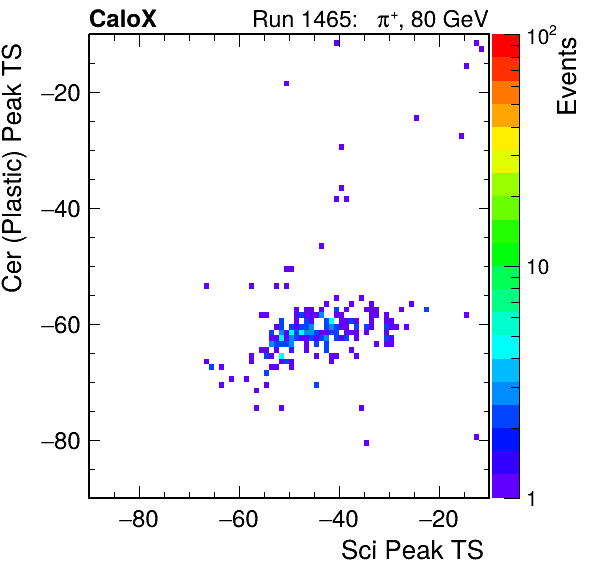 CaloX Run 1465: π⁺, 80 GeV
Cer (Plastic) Peak TS
−20
−40
−60
−80
−80 −60 −40 −20
Sci Peak TS
10²
10
1
Events